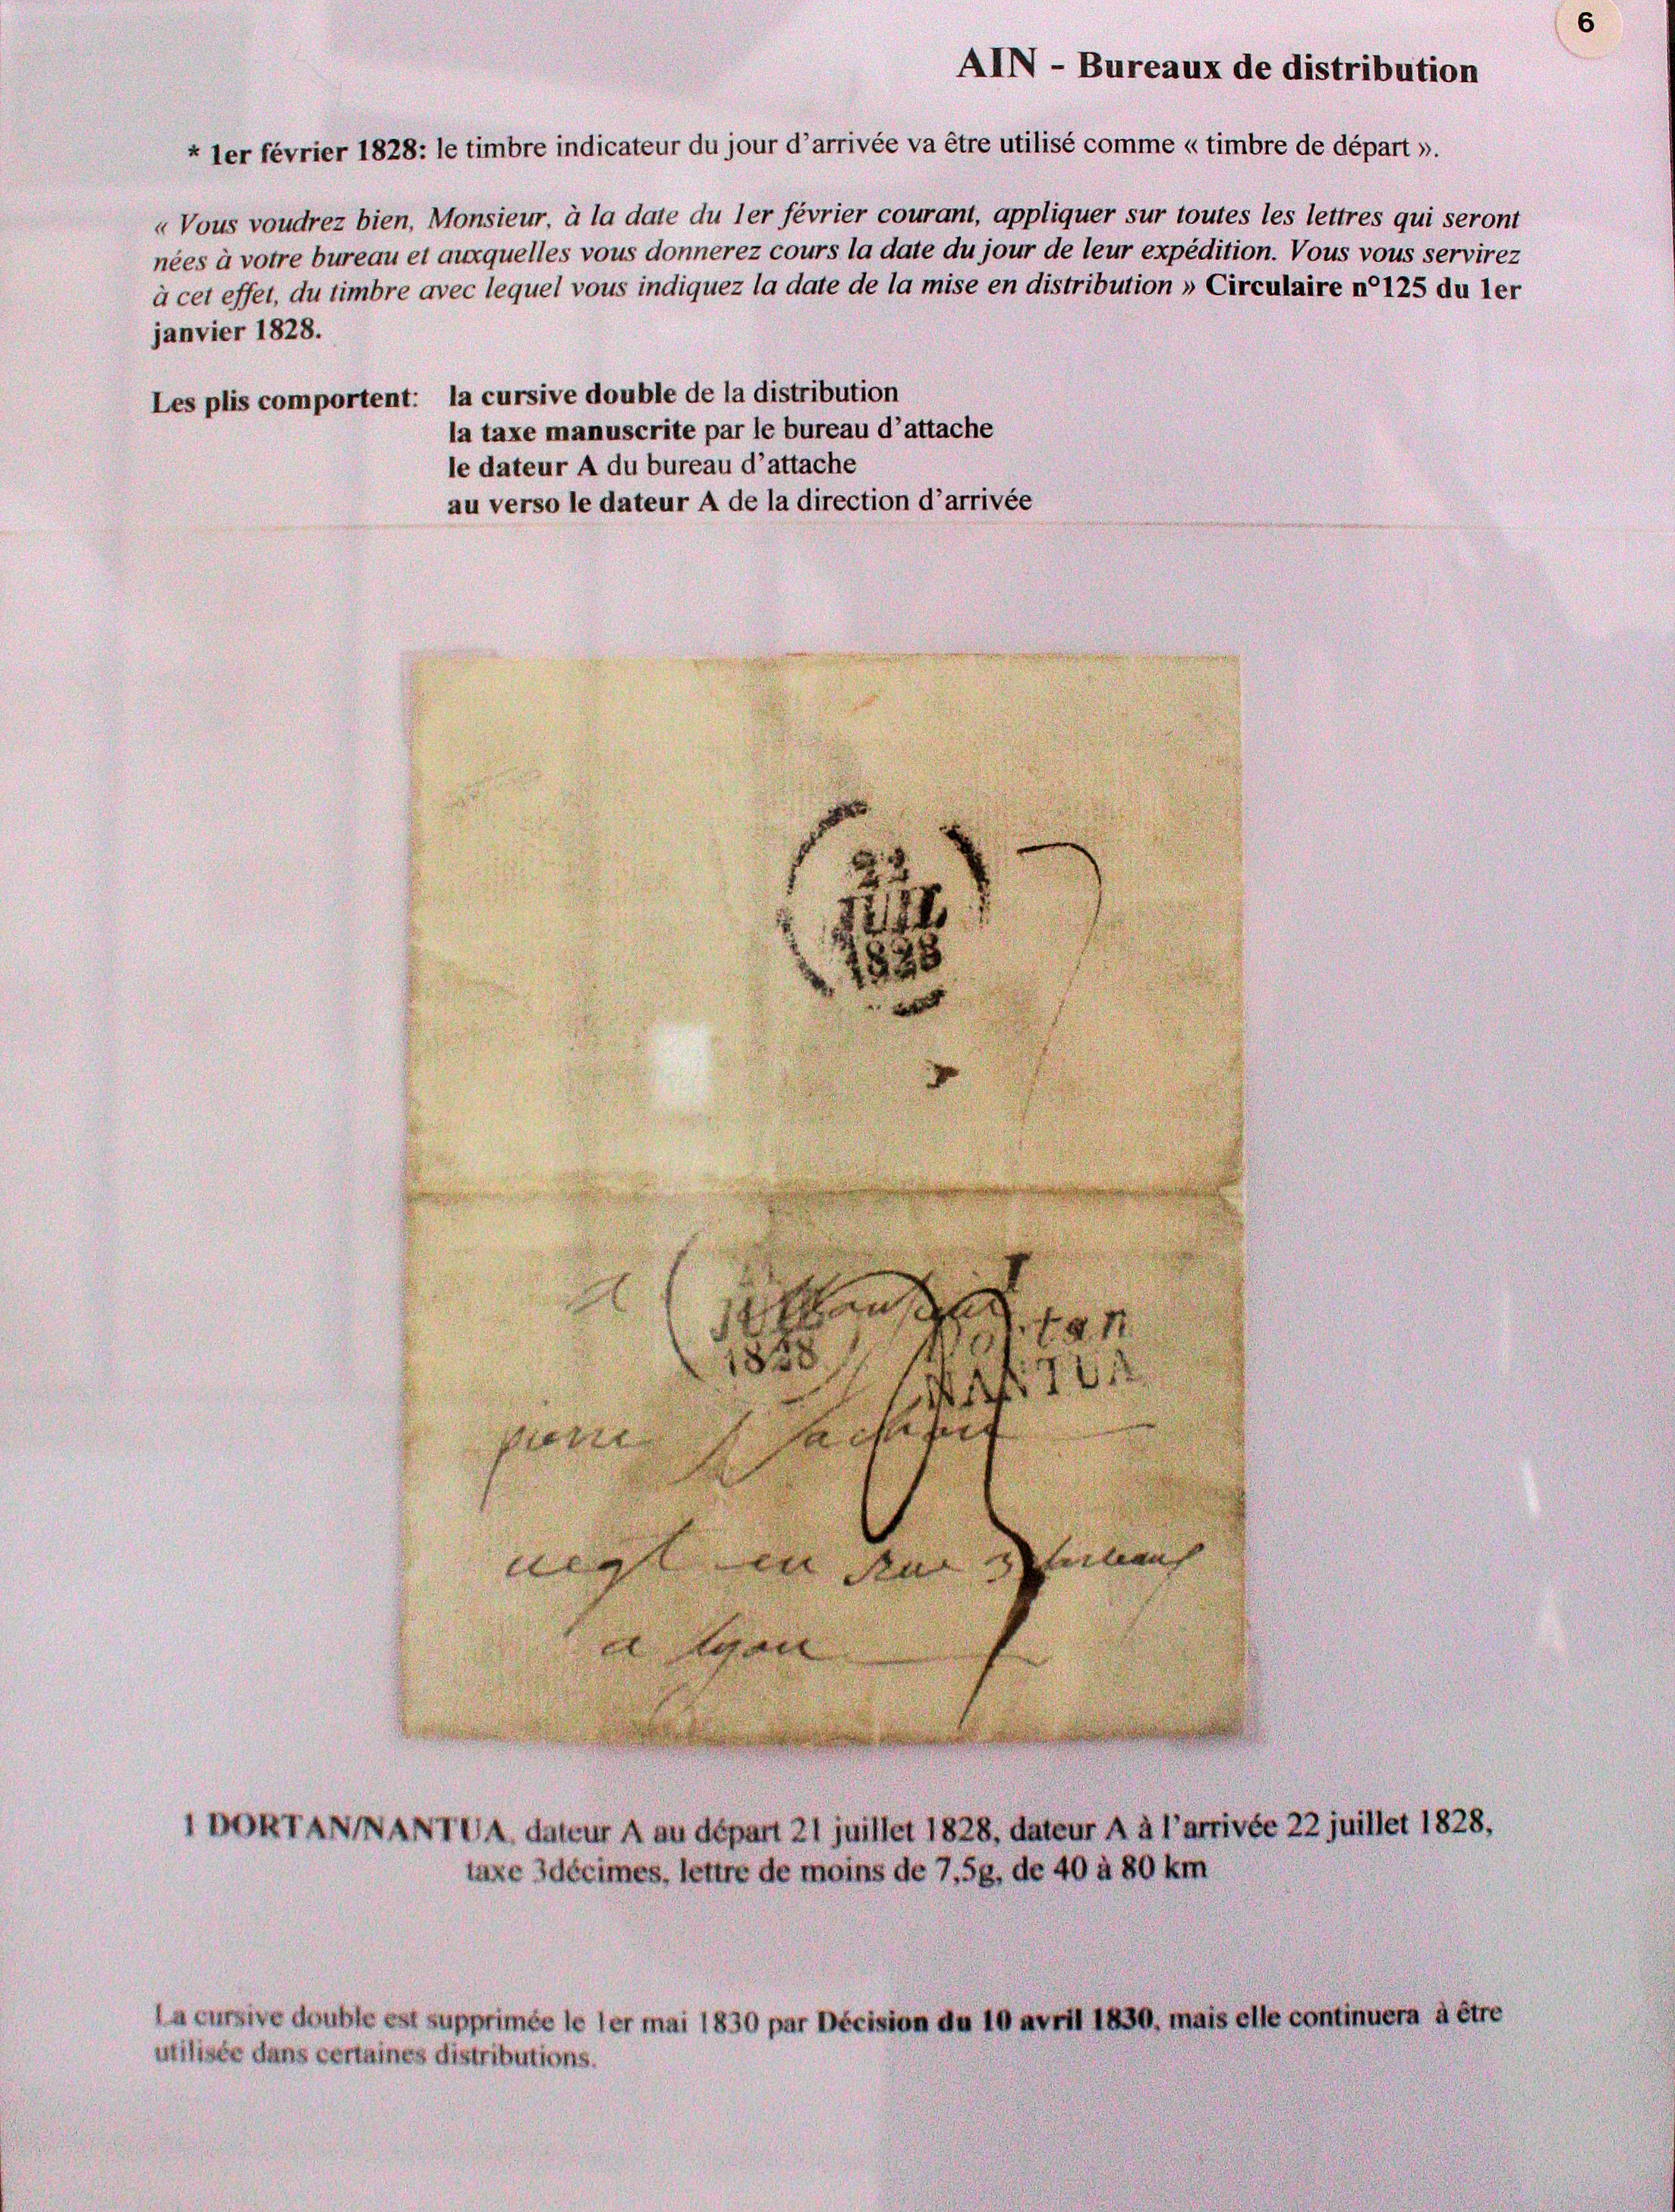 6
AIN - Bureaux de distribution
* 1er février 1828: le timbre indicateur du jour d'arrivée va être utilisé comme « timbre de départ ».
« Vous voudrez bien, Monsieur, à la date du 1er février courant, appliquer sur toutes les lettres qui seront
nées à votre bureau et auxquelles vous donnerez cours la date du jour de leur expédition. Vous vous servirez
à cet effet, du timbre avec lequel vous indiquez la date de la mise en distribution » Circulaire n°125 du 1er
janvier 1828.
Les plis comportent: la cursive double de la distribution
la taxe manuscrite par le bureau d'attache
le dateur A du bureau d'attache
au verso le dateur A de la direction d'arrivée
22
JUIL
1828
1828
a Lyon
1 DORTAN/NANTUA, dateur A au départ 21 juillet 1828, dateur A à l'arrivée 22 juillet 1828,
taxe 3décimes, lettre de moins de 7,5g, de 40 à 80 km
La cursive double est supprimée le 1er mai 1830 par Décision du 10 avril 1830, mais elle continuera à être
utilisée dans certaines distributions.